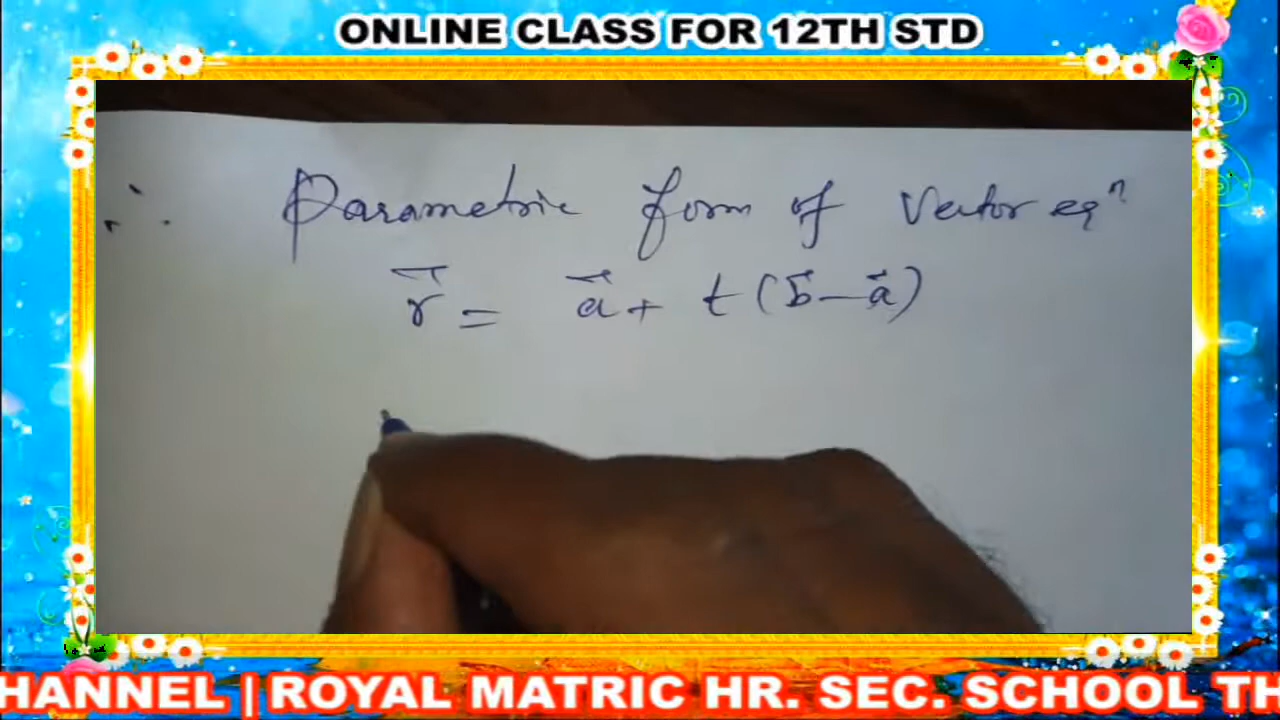 ONLINE CLASS FOR 12TH STD
∴ Parametric form of Vector eqⁿ
r⃗ = a⃗ + t(b⃗ − a⃗)
HANNEL | ROYAL MATRIC HR. SEC. SCHOOL TH